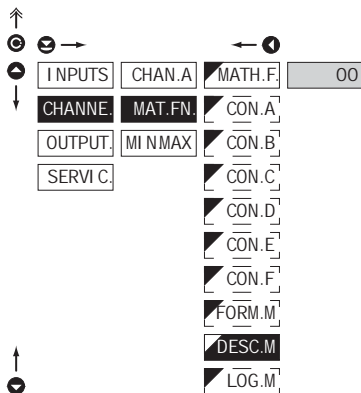 INPUTS CHAN.A MATH.F. 00
CHANNE. MAT.FN. CON.A
OUTPUT. MINMAX CON.B
SERVIC. CON.C
CON.D
CON.E
CON.F
FORM.M
DESC.M
LOG.M